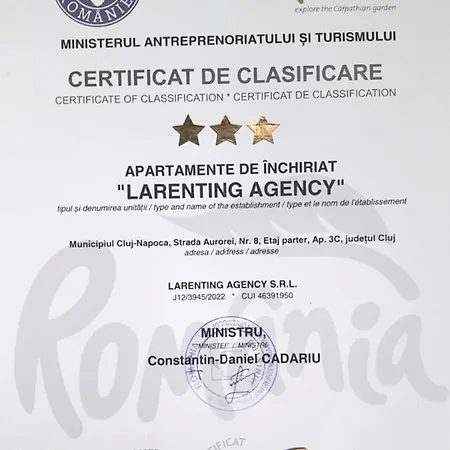 ROMÂNIEI
explore the Carpathian garden
MINISTERUL ANTREPRENORIATULUI ȘI TURISMULUI
CERTIFICAT DE CLASIFICARE
CERTIFICATE OF CLASSIFICATION * CERTIFICAT DE CLASSIFICATION
APARTAMENTE DE ÎNCHIRIAT
"LARENTING AGENCY"
tipul și denumirea unității / type and name of the establishment / type et le nom de l'établissement
Municipiul Cluj-Napoca, Strada Aurorei, Nr. 8, Etaj parter, Ap. 3C, județul Cluj
adresa / address / adresse
LARENTING AGENCY S.R.L.
J12/3945/2022 * CUI 46391950
MINISTRU,
MINISTER / MINISTRE
Constantin-Daniel CADARIU
România
CERTIFICAT